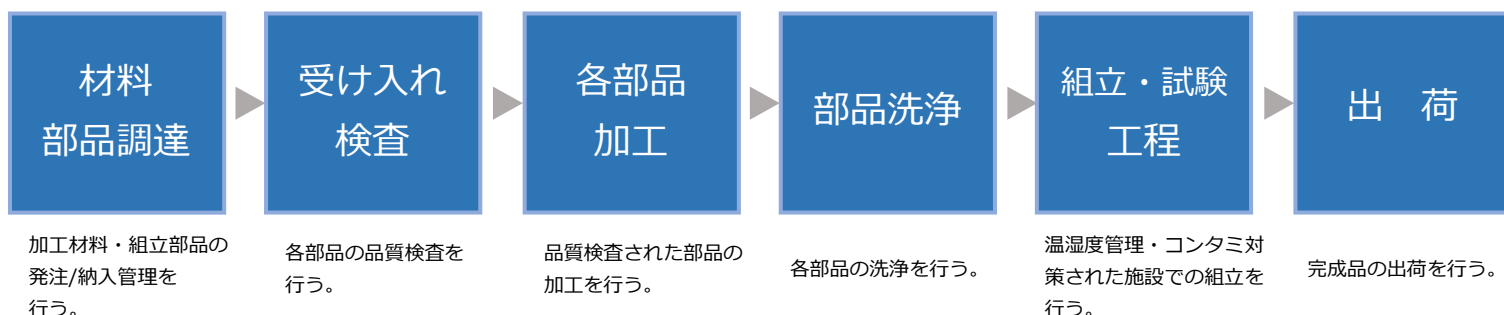 材料
部品調達
受け入れ
検査
各部品
加工
部品洗浄
組立・試験
工程
出　荷
加工材料・組立部品の
発注/納入管理を
行う。
各部品の品質検査を
行う。
品質検査された部品の
加工を行う。
各部品の洗浄を行う。
温湿度管理・コンタミ対
策された施設での組立を
行う。
完成品の出荷を行う。